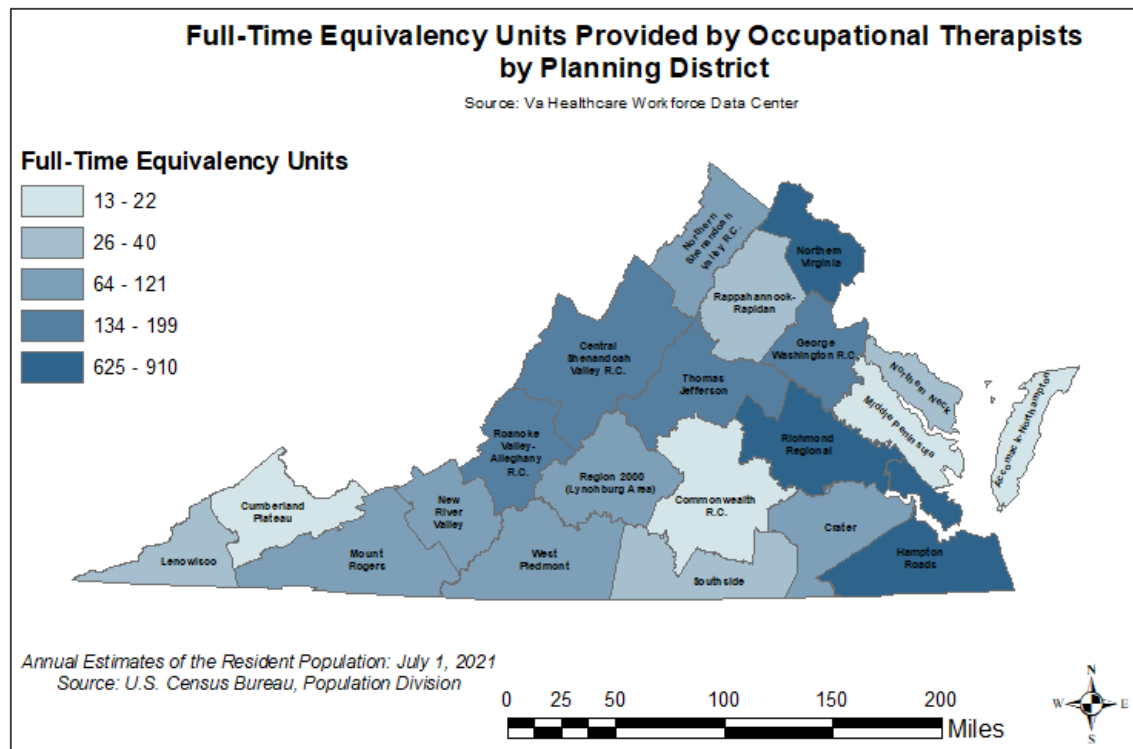 Full-Time Equivalency Units Provided by Occupational Therapists
by Planning District
Source: Va Healthcare Workforce Data Center
Full-Time Equivalency Units
13 - 22
26 - 40
64 - 121
134 - 199
625 - 910
Northern
Shenandoah
Valley R.C.
Northern
Virginia
Rappahannock-
Rapidan
Central
Shenandoah
Valley R.C.
George
Washington R.C.
Thomas
Jefferson
Northern Neck
Middle Peninsula
Accomack-Northampton
Roanoke
Valley-
Alleghany
R.C.
Richmond
Regional
Region 2000
(Lynchburg Area)
Commonwealth
R.C.
Cumberland
Plateau
New
River
Valley
Crater
Lenowisco
Mount
Rogers
West
Piedmont
Southside
Hampton
Roads
Annual Estimates of the Resident Population: July 1, 2021
Source: U.S. Census Bureau, Population Division
0 25 50 100 150 200
Miles
N
W E
S